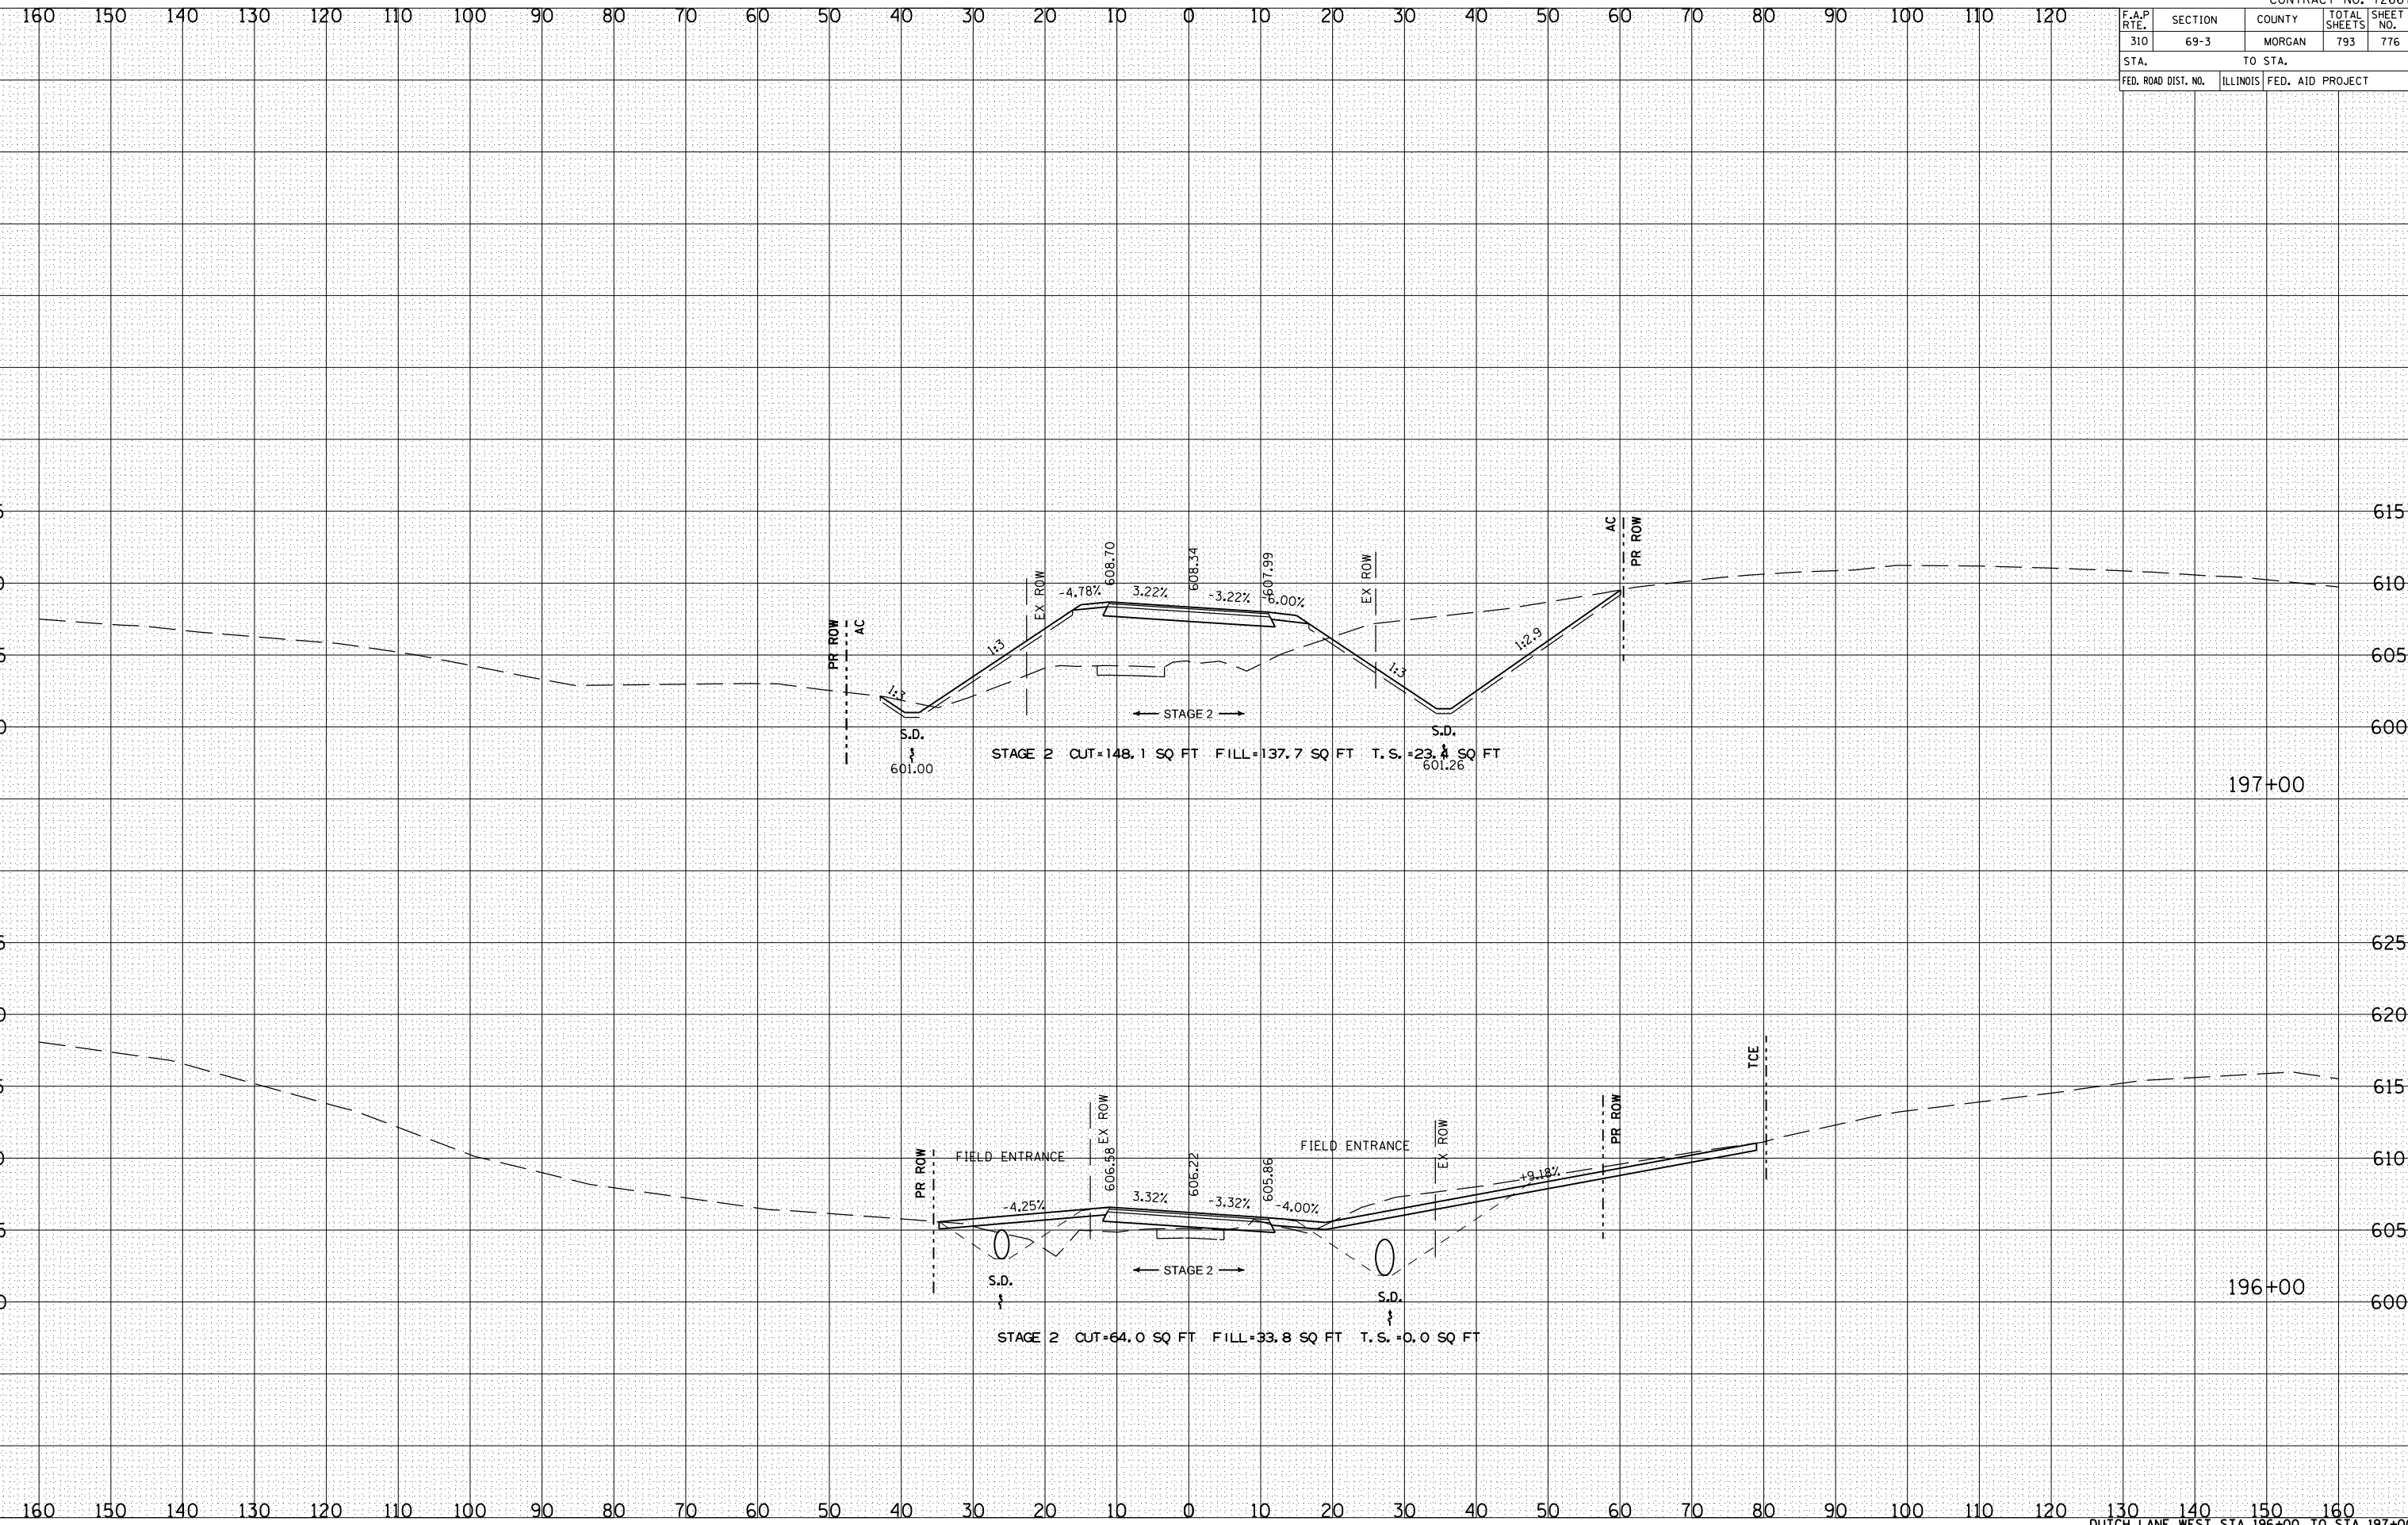 160 150 140 130 120 110 100 90 80 70 60 50 40 30 20 10 0 10 20 30 40 50 60 70 80 90 100 110 120
F.A.P RTE. SECTION COUNTY TOTAL SHEETS SHEET NO.
310 69-3 MORGAN 793 776
STA. TO STA.
FED. ROAD DIST. NO. ILLINOIS FED. AID PROJECT
615
AC
PR ROW
608.70
608.34
607.99
EX ROW
EX ROW
610
-4.78% 3.22% -3.22% -6.00%
PR ROW
AC
1:3
1:2.9
605
1:3
1:3
STAGE 2
600
S.D.
S.D.
STAGE 2 CUT=148.1 SQ FT FILL=137.7 SQ FT T.S.=23.4 SQ FT
601.00
601.26
197+00
625
620
TCE
615
EX ROW
EX ROW
PR ROW
FIELD ENTRANCE
FIELD ENTRANCE
PR ROW
606.58
606.22
605.86
610
+9.18%
-4.25% 3.32% -3.32% -4.00%
605
STAGE 2
S.D.
S.D.
196+00
600
STAGE 2 CUT=64.0 SQ FT FILL=33.8 SQ FT T.S.=0.0 SQ FT
160 150 140 130 120 110 100 90 80 70 60 50 40 30 20 10 0 10 20 30 40 50 60 70 80 90 100 110 120 130 140 150 160
DUTCH LANE WEST STA 196+00 TO STA